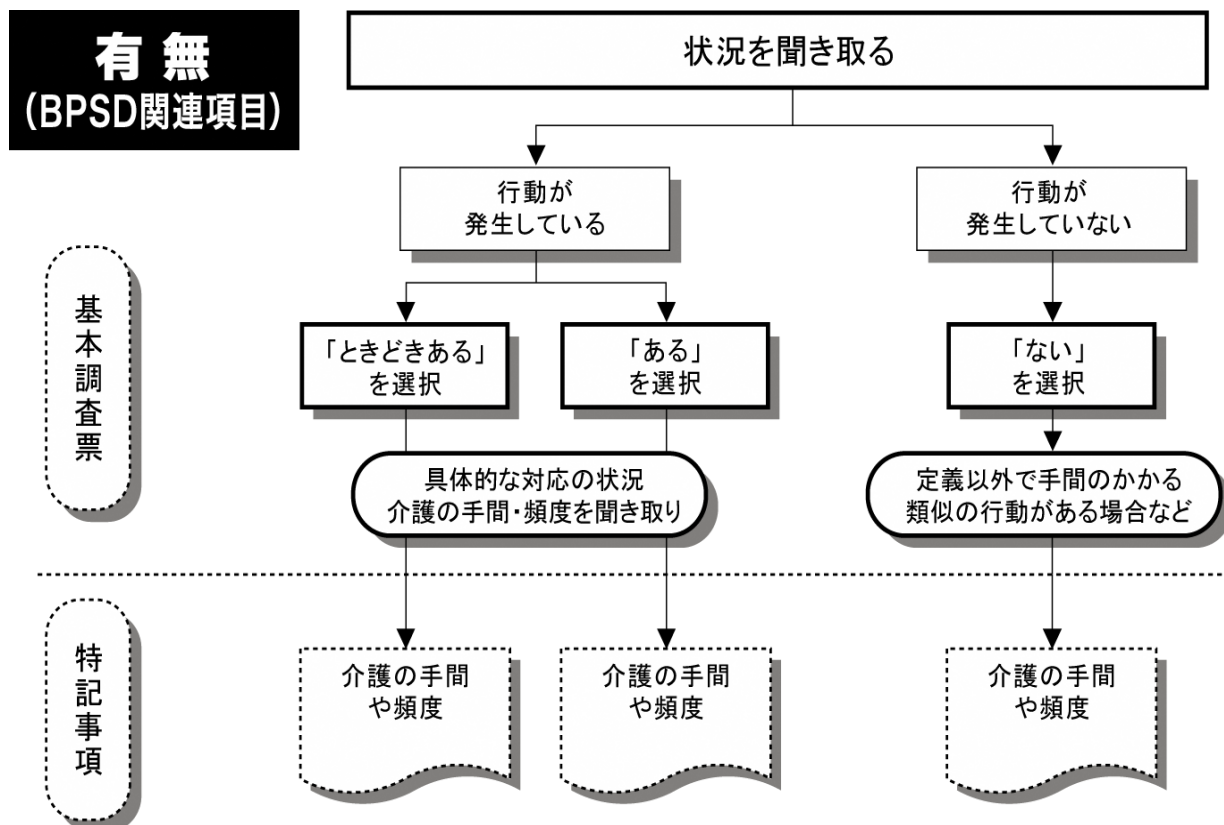 有無
(BPSD関連項目)
状況を聞き取る
行動が
発生している
行動が
発生していない
基本調査票
「ときどきある」
を選択
「ある」
を選択
「ない」
を選択
具体的な対応の状況
介護の手間・頻度を聞き取り
定義以外で手間のかかる
類似の行動がある場合など
特記事項
介護の手間
や頻度
介護の手間
や頻度
介護の手間
や頻度